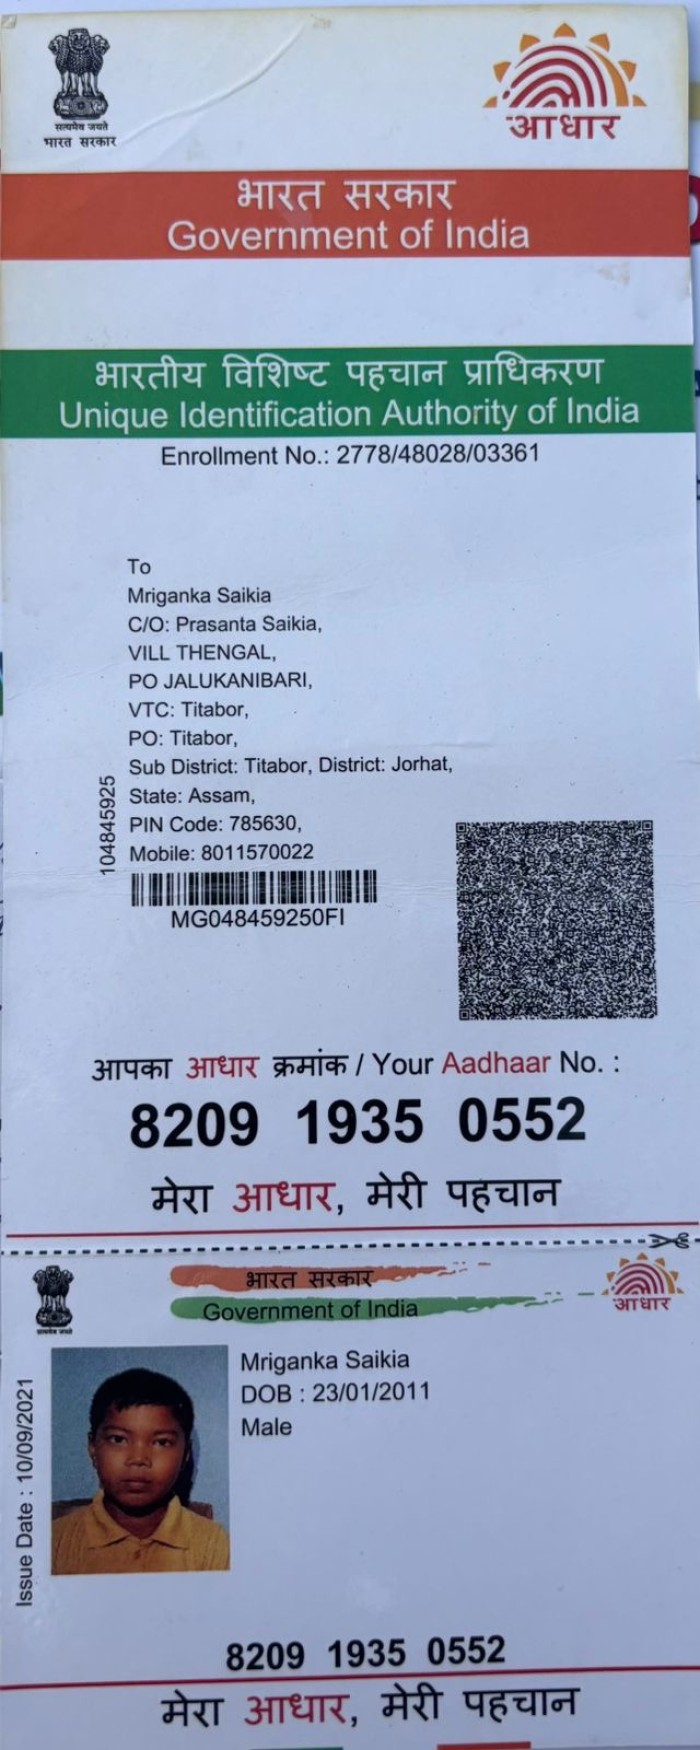 सत्यमेव जयते
भारत सरकार
आधार
भारत सरकार
Government of India
भारतीय विशिष्ट पहचान प्राधिकरण
Unique Identification Authority of India
Enrollment No.: 2778/48028/03361
To
Mriganka Saikia
C/O: Prasanta Saikia,
VILL THENGAL,
PO JALUKANIBARI,
VTC: Titabor,
PO: Titabor,
Sub District: Titabor, District: Jorhat,
State: Assam,
PIN Code: 785630,
Mobile: 8011570022
104845925
MG048459250FI
आपका आधार क्रमांक / Your Aadhaar No. :
8209 1935 0552
मेरा आधार, मेरी पहचान
भारत सरकार
Government of India
आधार
सत्यमेव जयते
Mriganka Saikia
DOB : 23/01/2011
Male
Issue Date : 10/09/2021
8209 1935 0552
मेरा आधार, मेरी पहचान